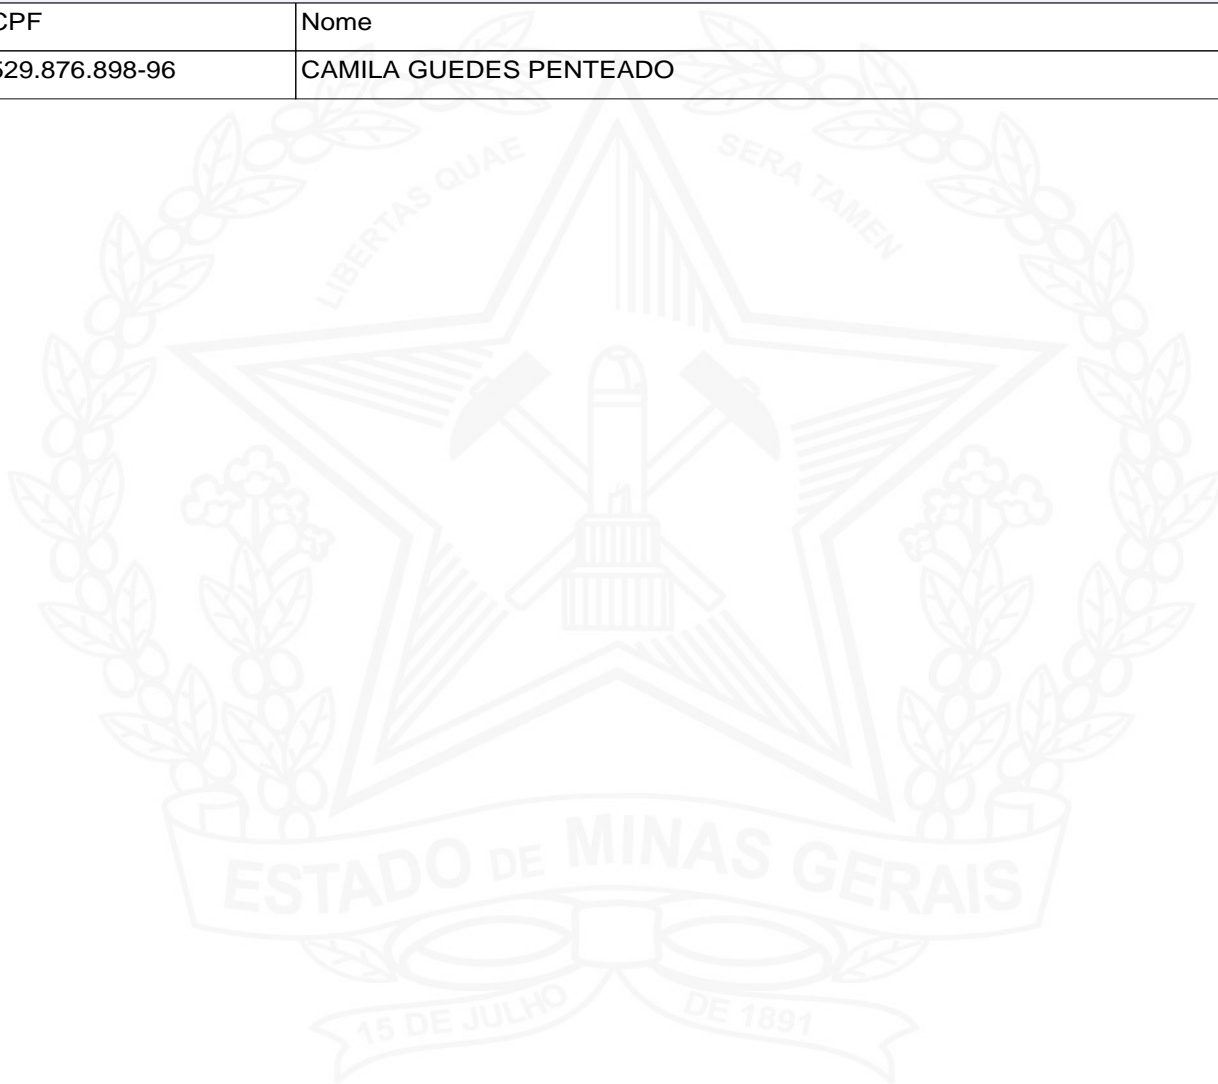 CPF Nome
529.876.898-96 CAMILA GUEDES PENTEADO
LIBERTAS QUAE SERA TAMEN
ESTADO DE MINAS GERAIS
15 DE JULHO DE 1891